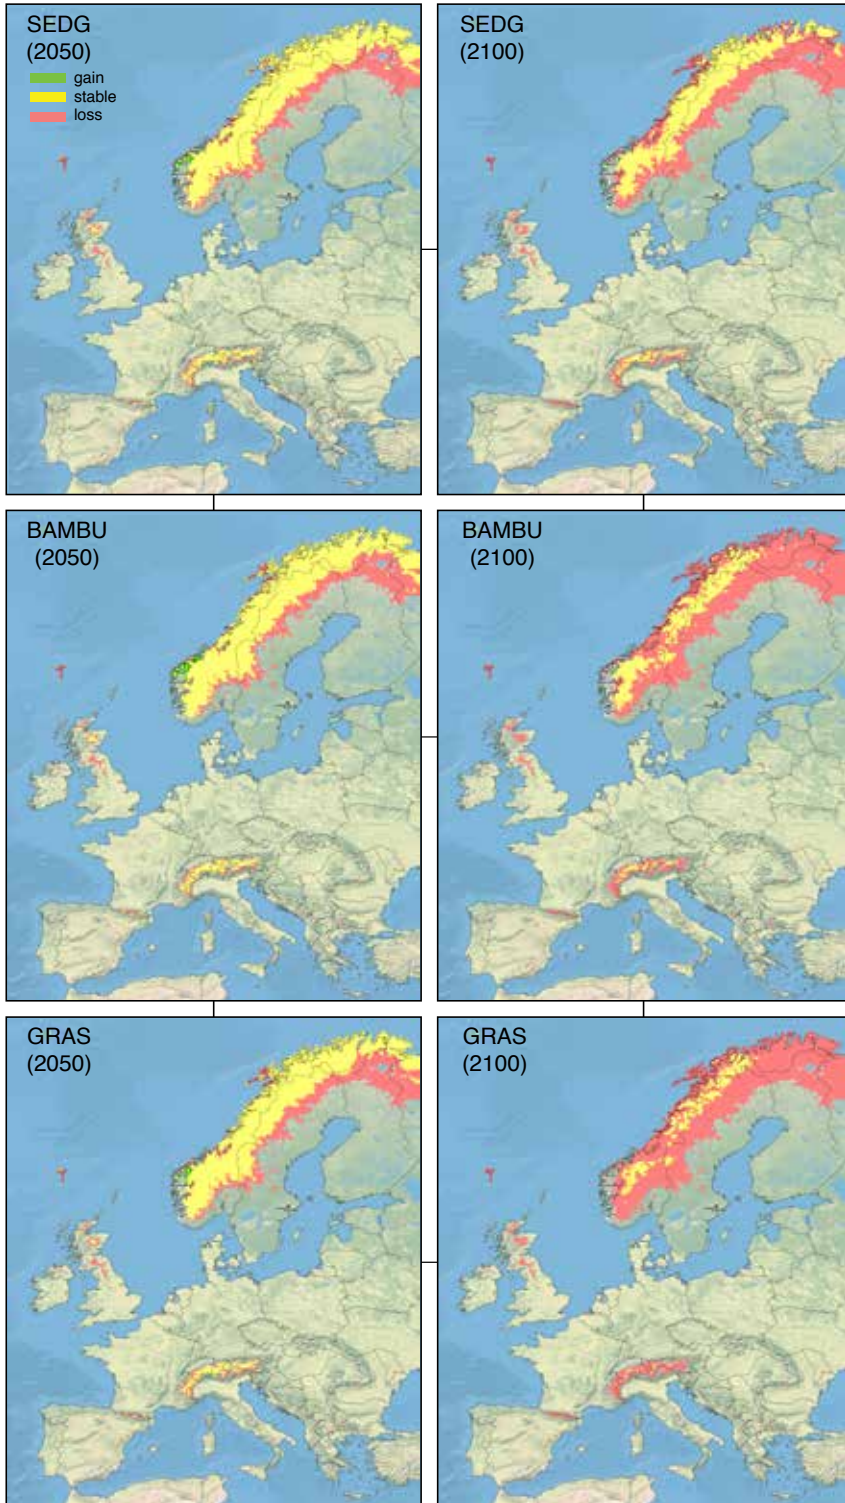 SEDG
(2050)
gain
stable
loss
SEDG
(2100)
BAMBU
(2050)
BAMBU
(2100)
GRAS
(2050)
GRAS
(2100)